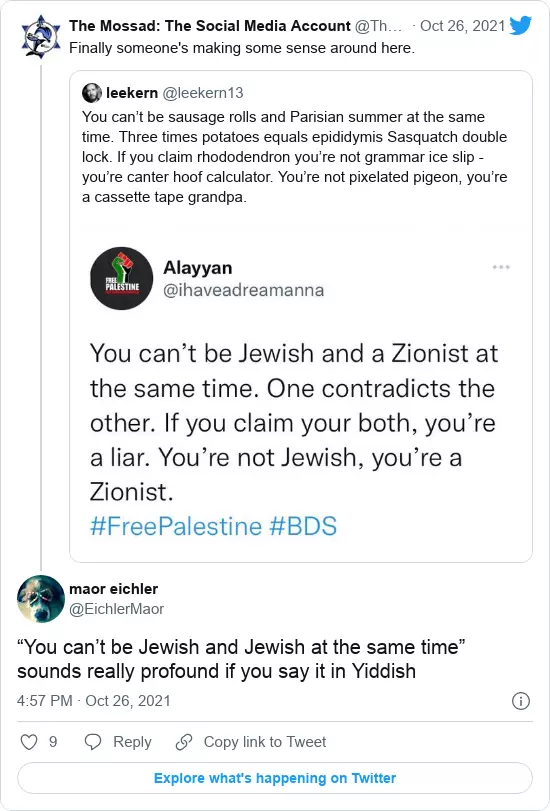 The Mossad: The Social Media Account @Th... · Oct 26, 2021
Finally someone's making some sense around here.
leekern @leekern13
You can’t be sausage rolls and Parisian summer at the same
time. Three times potatoes equals epididymis Sasquatch double
lock. If you claim rhododendron you’re not grammar ice slip -
you’re canter hoof calculator. You’re not pixelated pigeon, you’re
a cassette tape grandpa.
FREE
PALESTINE
Alayyan
@ihaveadreamanna
You can’t be Jewish and a Zionist at
the same time. One contradicts the
other. If you claim your both, you’re
a liar. You’re not Jewish, you’re a
Zionist.
#FreePalestine #BDS
maor eichler
@EichlerMaor
“You can’t be Jewish and Jewish at the same time”
sounds really profound if you say it in Yiddish
4:57 PM · Oct 26, 2021
9 Reply Copy link to Tweet
Explore what's happening on Twitter